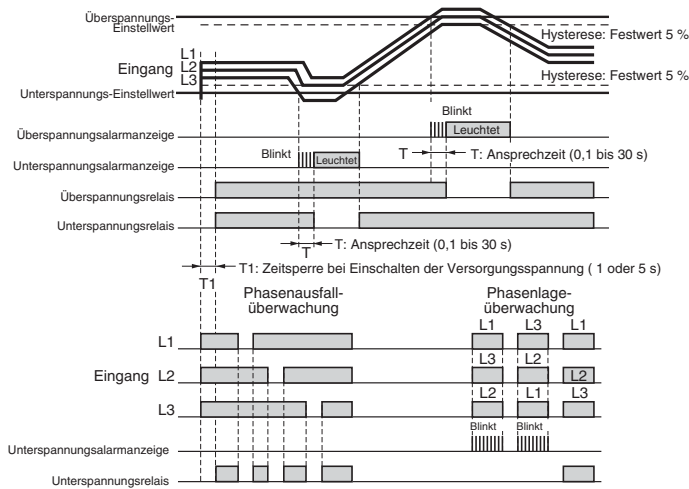 Überspannungs-
Einstellwert
Hysterese: Festwert 5 %
L1
Eingang L2
L3
Hysterese: Festwert 5 %
Unterspannungs-Einstellwert
Blinkt
Überspannungsalarmanzeige
Leuchtet
T
T: Ansprechzeit (0,1 bis 30 s)
Blinkt
Leuchtet
Unterspannungsalarmanzeige
Überspannungsrelais
Unterspannungsrelais
T: Ansprechzeit (0,1 bis 30 s)
T
T1: Zeitsperre bei Einschalten der Versorgungsspannung ( 1 oder 5 s)
T1
Phasenausfall-
überwachung
Phasenlage-
überwachung
L1 L3 L1
L1
L3 L2
Eingang L2
L2
L2 L1 L3
L3
Blinkt Blinkt
Unterspannungsalarmanzeige
Unterspannungsrelais